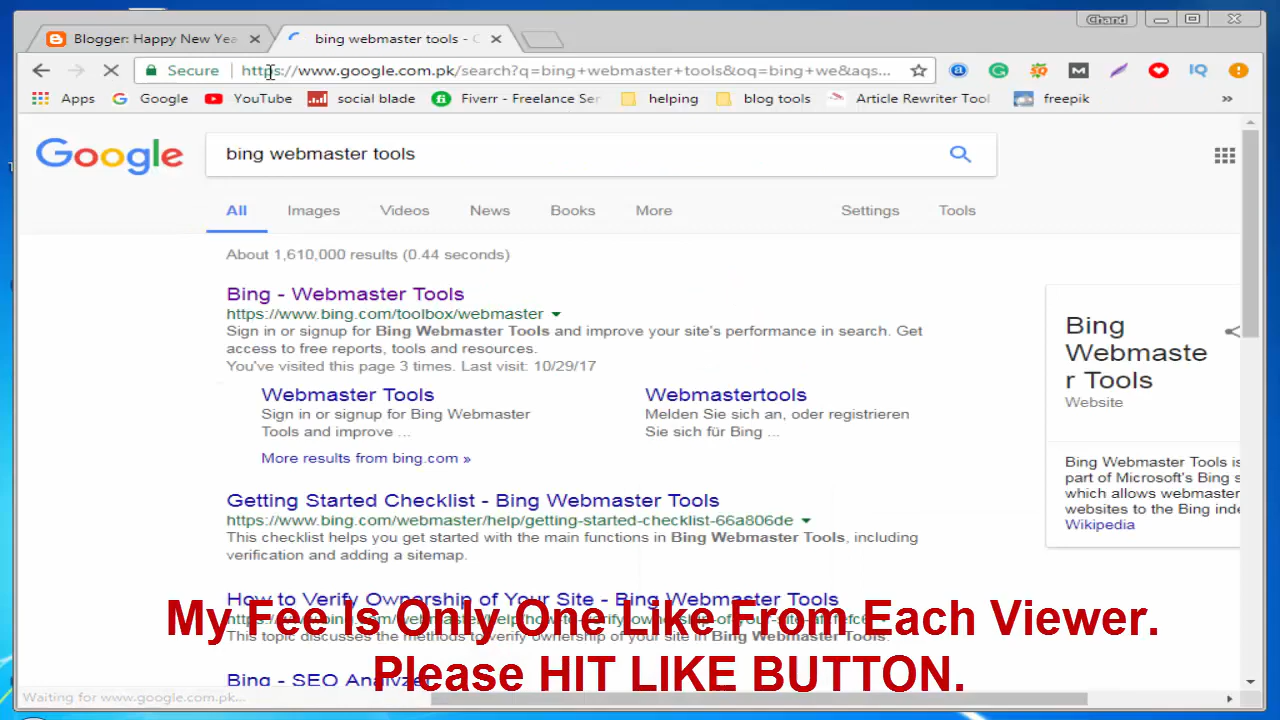 Chand
Blogger: Happy New Yea
bing webmaster tools - G
Secure | https://www.google.com.pk/search?q=bing+webmaster+tools&oq=bing+we&aqs...
Apps Google YouTube social blade Fiverr - Freelance Ser helping blog tools Article Rewriter Tool freepik »
Google
bing webmaster tools
All Images Videos News Books More Settings Tools
About 1,610,000 results (0.44 seconds)
Bing - Webmaster Tools
https://www.bing.com/toolbox/webmaster
Sign in or signup for Bing Webmaster Tools and improve your site's performance in search. Get
access to free reports, tools and resources.
You've visited this page 3 times. Last visit: 10/29/17
Webmaster Tools
Sign in or signup for Bing Webmaster
Tools and improve ...
Webmastertools
Melden Sie sich an, oder registrieren
Sie sich für Bing ...
More results from bing.com »
Getting Started Checklist - Bing Webmaster Tools
https://www.bing.com/webmaster/help/getting-started-checklist-66a806de
This checklist helps you get started with the main functions in Bing Webmaster Tools, including
verification and adding a sitemap.
How to Verify Ownership of Your Site - Bing Webmaster Tools
This topic discusses the methods to verify ownership of your site in Bing Webmaster Tools.
Bing - SEO Analyzer
Bing
Webmaste
r Tools
Website
Bing Webmaster Tools is
part of Microsoft's Bing s
which allows webmaster
websites to the Bing inde
Wikipedia
My Fee Is Only One Like From Each Viewer.
Please HIT LIKE BUTTON.
Waiting for www.google.com.pk...